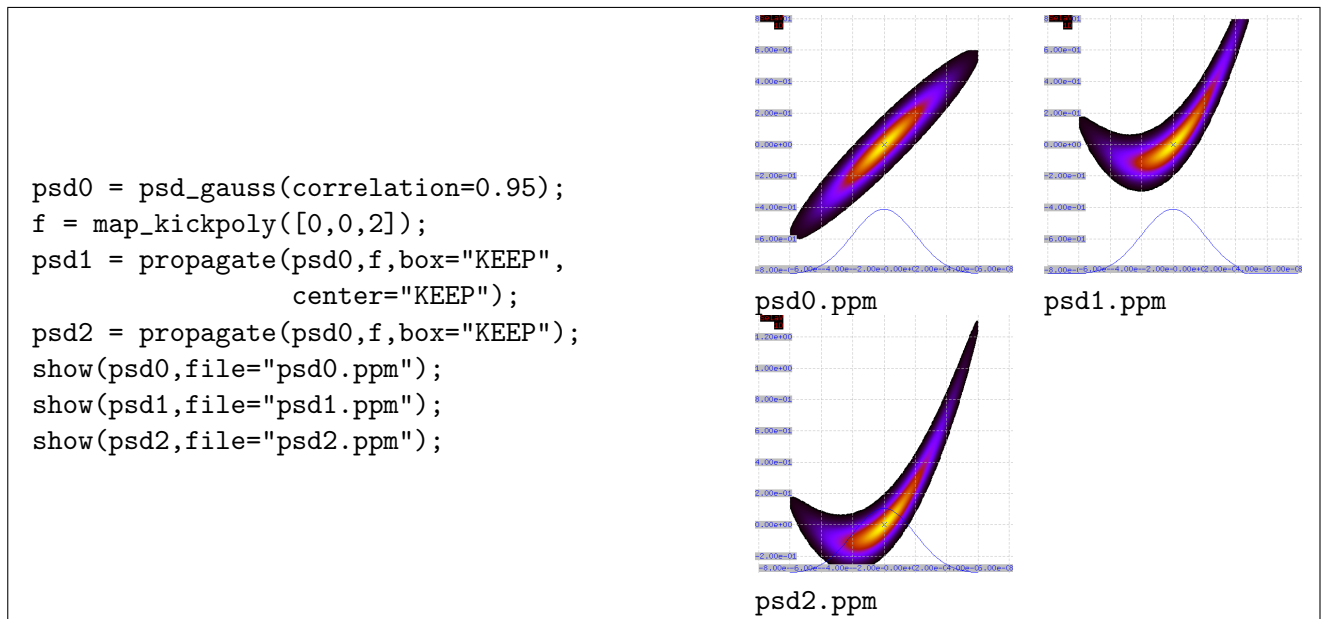 psd0 = psd_gauss(correlation=0.95);
f = map_kickpoly([0,0,2]);
psd1 = propagate(psd0,f,box="KEEP",
center="KEEP");
psd2 = propagate(psd0,f,box="KEEP");
show(psd0,file="psd0.ppm");
show(psd1,file="psd1.ppm");
show(psd2,file="psd2.ppm");
6.00e-01
4.00e-01
2.00e-01
0.00e+00
-2.00e-01
-4.00e-01
-6.00e-01
psd0.ppm
6.00e-01
4.00e-01
2.00e-01
0.00e+00
-2.00e-01
-4.00e-01
-6.00e-01
psd1.ppm
1.20e+00
1.00e+00
8.00e-01
6.00e-01
4.00e-01
2.00e-01
0.00e+00
-2.00e-01
psd2.ppm